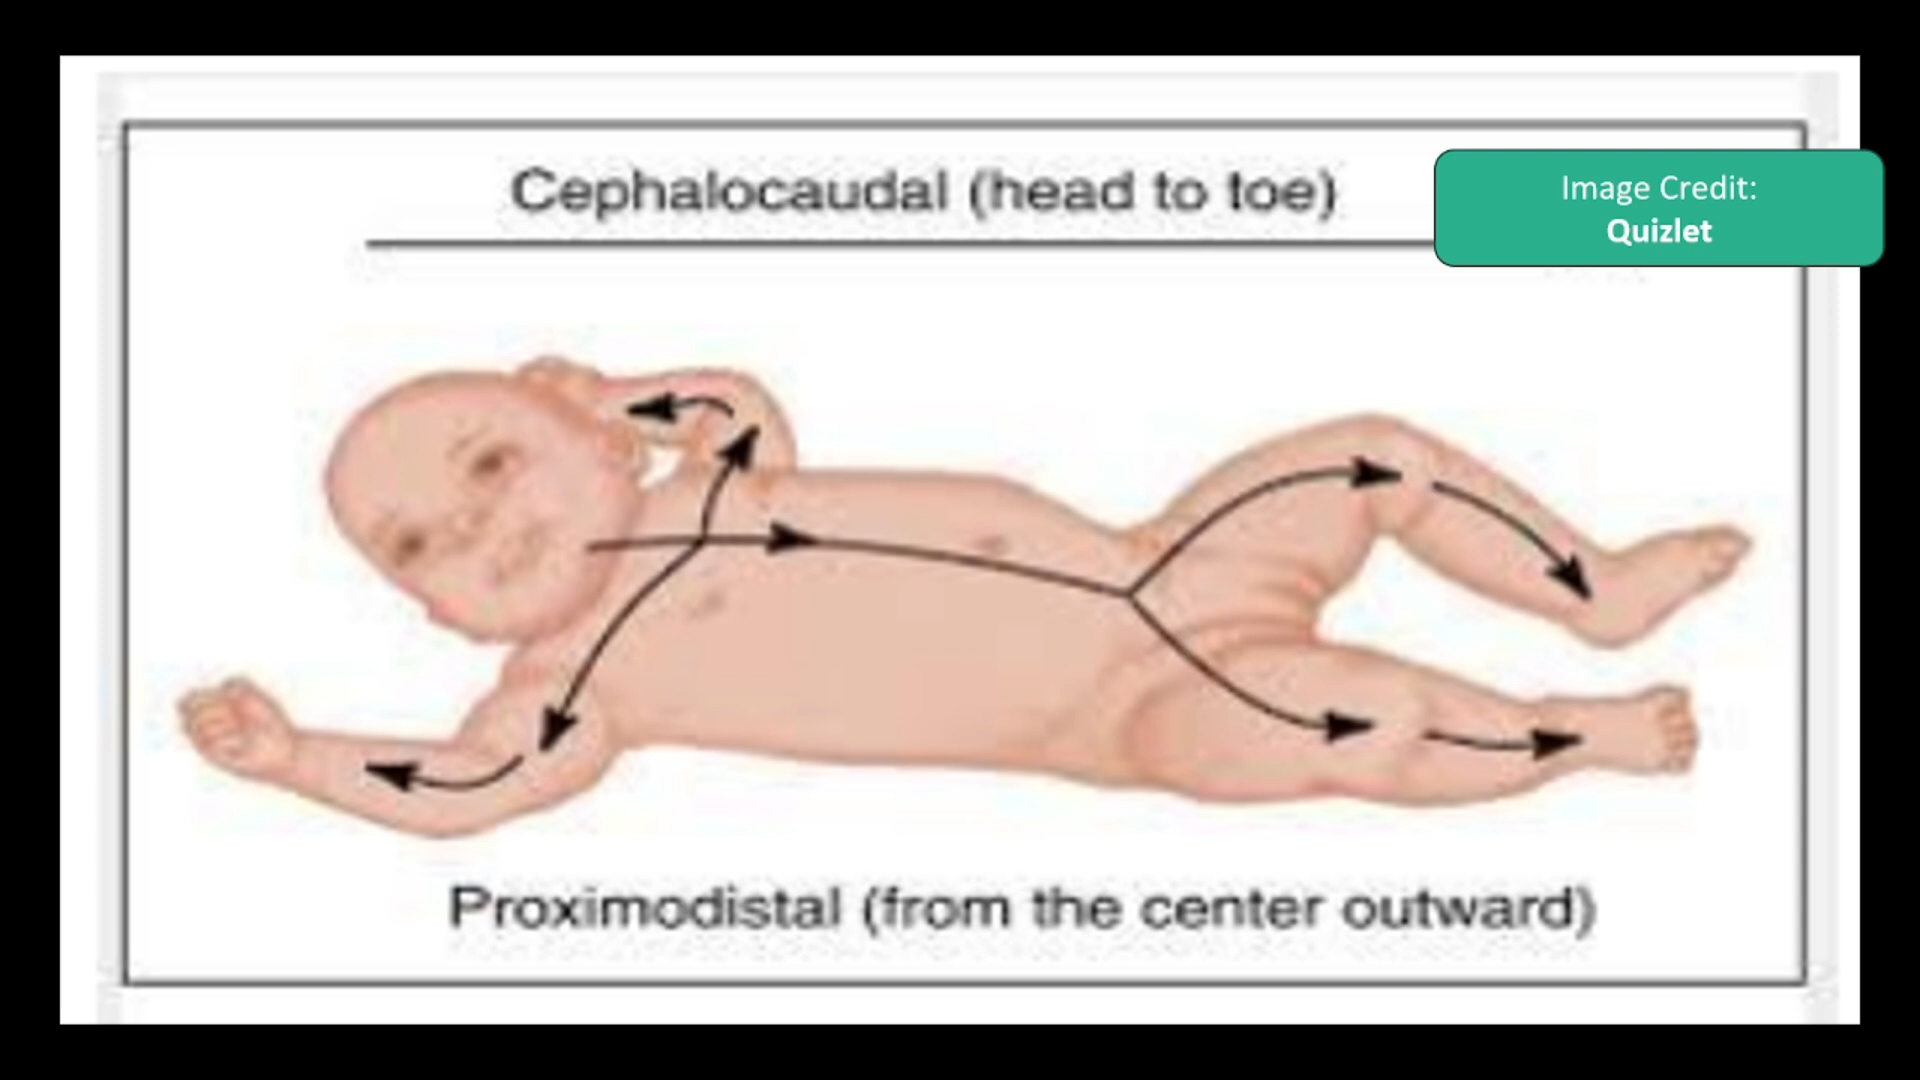 Cephalocaudal (head to toe)
Image Credit:
Quizlet
Proximodistal (from the center outward)